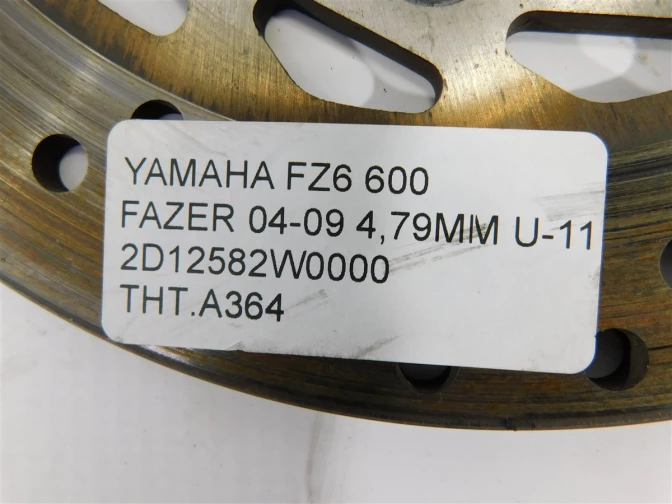 YAMAHA FZ6 600
FAZER 04-09 4,79MM U-11
2D12582W0000
THT.A364